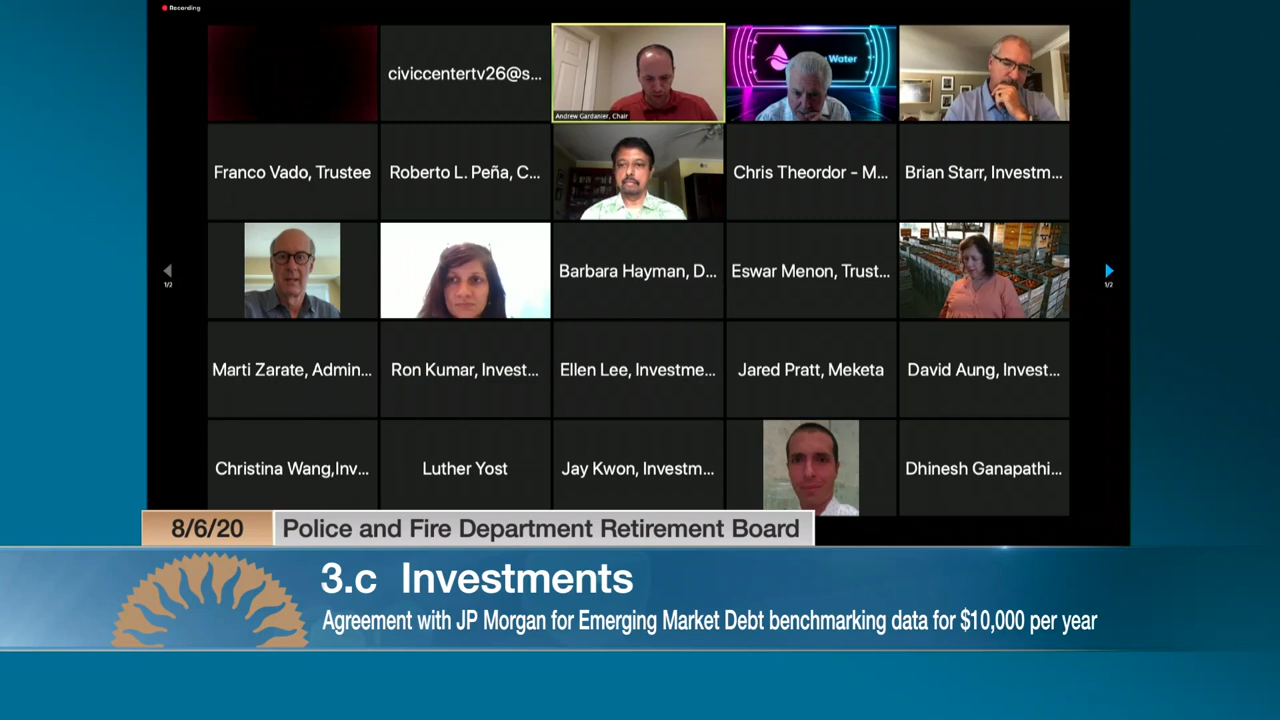 Recording
civiccentertv26@s...
Andrew Gardanier, Chair
Water
Franco Vado, Trustee
Roberto L. Peña, C...
Chris Theordor - M...
Brian Starr, Investm...
Barbara Hayman, D...
Eswar Menon, Trust...
1/2
1/2
Marti Zarate, Admin...
Ron Kumar, Invest...
Ellen Lee, Investme...
Jared Pratt, Meketa
David Aung, Invest...
Christina Wang,Inv...
Luther Yost
Jay Kwon, Investm...
Dhinesh Ganapathi...
8/6/20 Police and Fire Department Retirement Board
3.c Investments
Agreement with JP Morgan for Emerging Market Debt benchmarking data for $10,000 per year